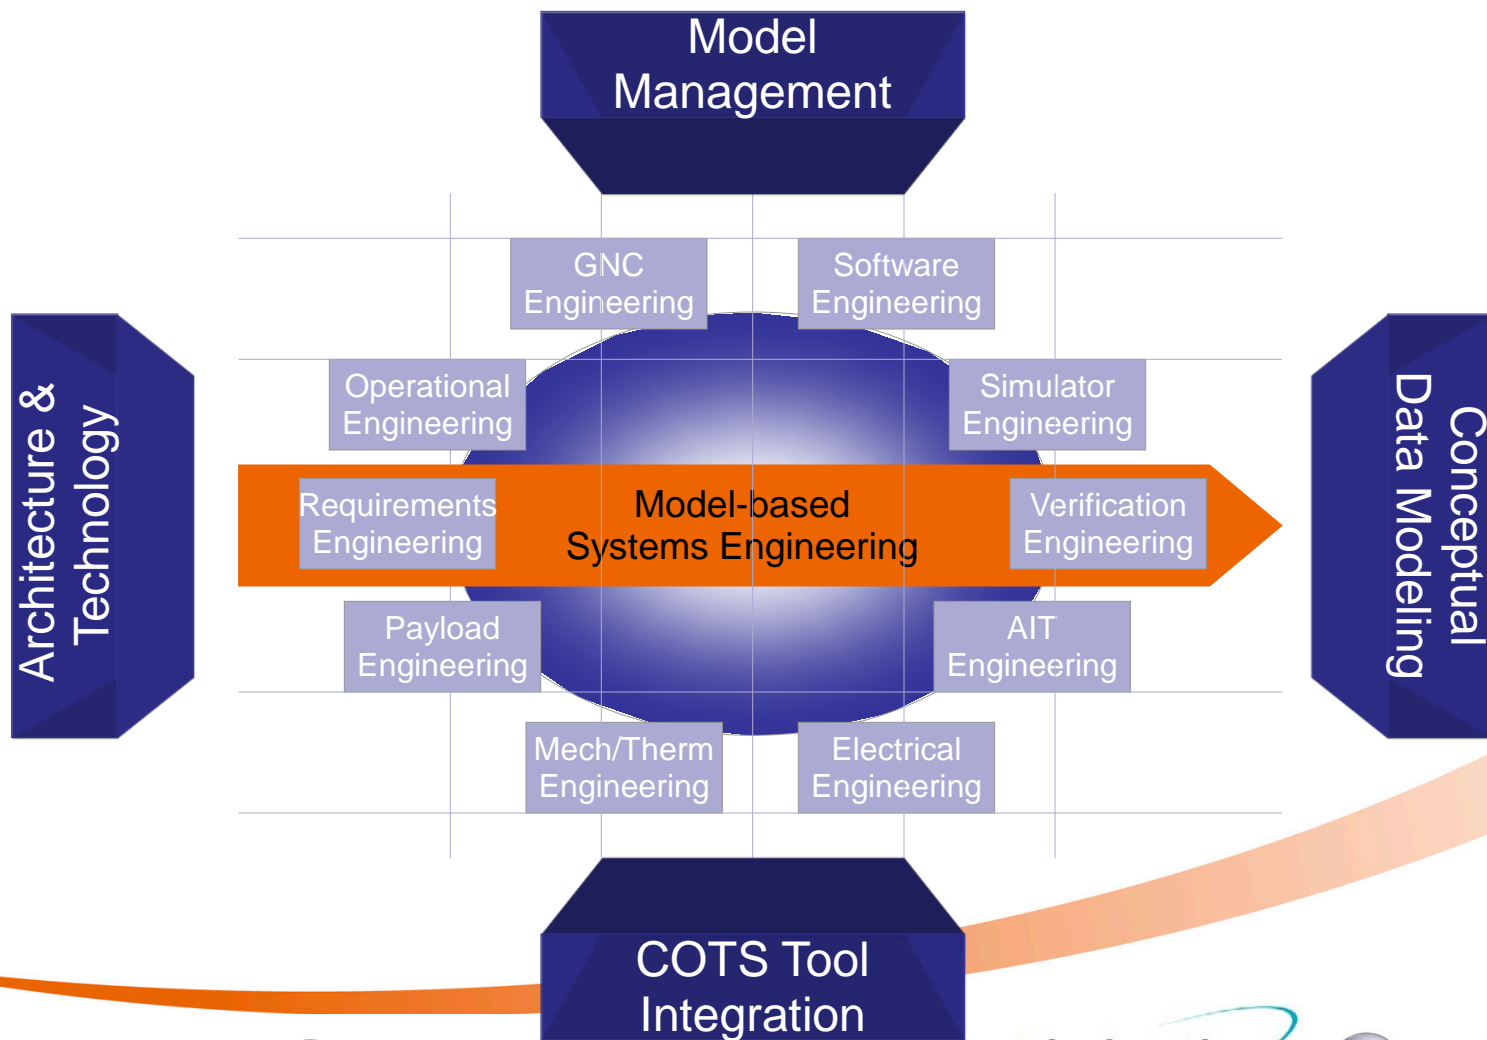 Model
Management
GNC
Engineering
Software
Engineering
Operational
Engineering
Simulator
Engineering
Architecture &
Technology
Requirements
Engineering
Model-based
Systems Engineering
Verification
Engineering
Conceptual
Data Modeling
Payload
Engineering
AIT
Engineering
Mech/Therm
Engineering
Electrical
Engineering
COTS Tool
Integration